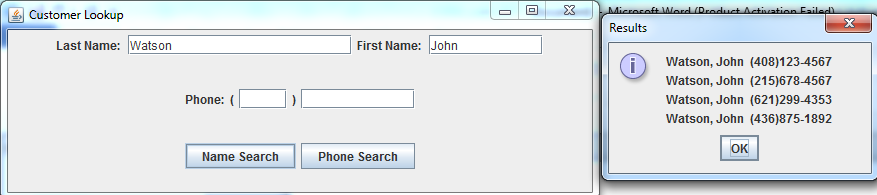 Customer Lookup
Last Name: Watson First Name: John
Phone: ( )
Name Search Phone Search
Microsoft Word (Product Activation Failed)
Results
Watson, John (408)123-4567
Watson, John (215)678-4567
Watson, John (621)299-4353
Watson, John (436)875-1892
OK